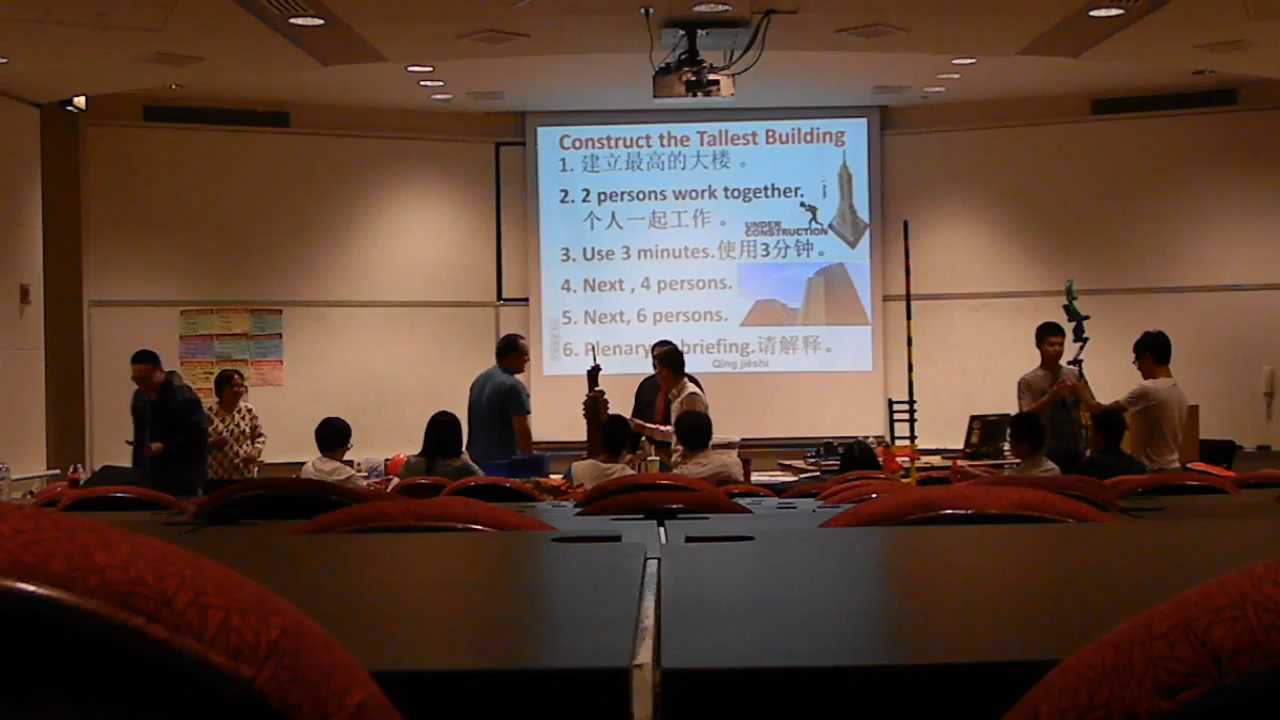 Construct the Tallest Building
1. 建立最高的大楼 。
2. 2 persons work together.
个人一起工作 。
UNDER
CONSTRUCTION
3. Use 3 minutes.使用3分钟。
4. Next , 4 persons.
5. Next, 6 persons.
6. Plenary briefing.请解释。
Qing jiěshi